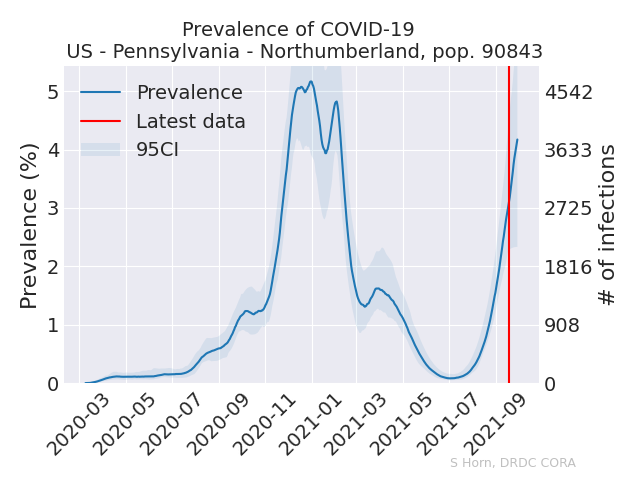 Prevalence of COVID-19
US - Pennsylvania - Northumberland, pop. 90843
Prevalence
Latest data
95CI
Prevalence (%)
5
4
3
2
1
0
4542
3633
2725
1816
908
0
# of infections
2020-03
2020-05
2020-07
2020-09
2020-11
2021-01
2021-03
2021-05
2021-07
2021-09
S Horn, DRDC CORA